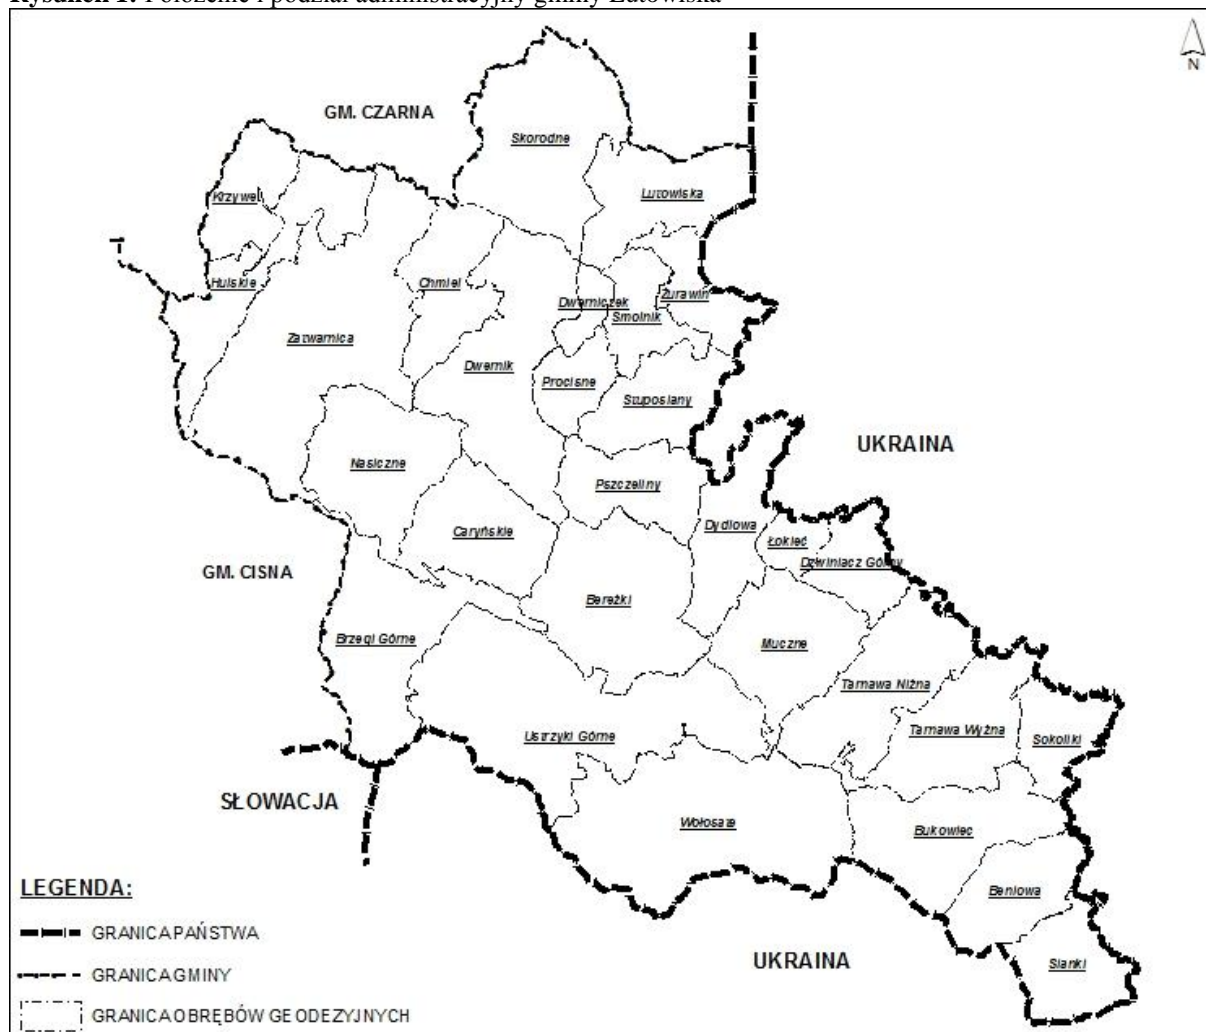 Rysunek 1. Położenie i podział administracyjny gminy Lutowiska
N
GM. CZARNA
Skorodne
Krzywe
Lutowiska
Hulskie
Chmiel
Żurawin
Dwerniczek
Smolnik
Zatwarnica
Dwernik
Procisne
Stuposiany
UKRAINA
Nasiczne
Pszczeliny
Caryńskie
Dydiowa
Łokieć
Dźwiniacz Górny
GM. CISNA
Bereżki
Brzegi Górne
Muczne
Tarnawa Niżna
Ustrzyki Górne
Tarnawa Wyżna
Sokoliki
SŁOWACJA
Wołosate
Bukowiec
LEGENDA:
Beniowa
GRANICA PAŃSTWA
UKRAINA
Sianki
GRANICA GMINY
GRANICA OBRĘBÓW GEODEZYJNYCH